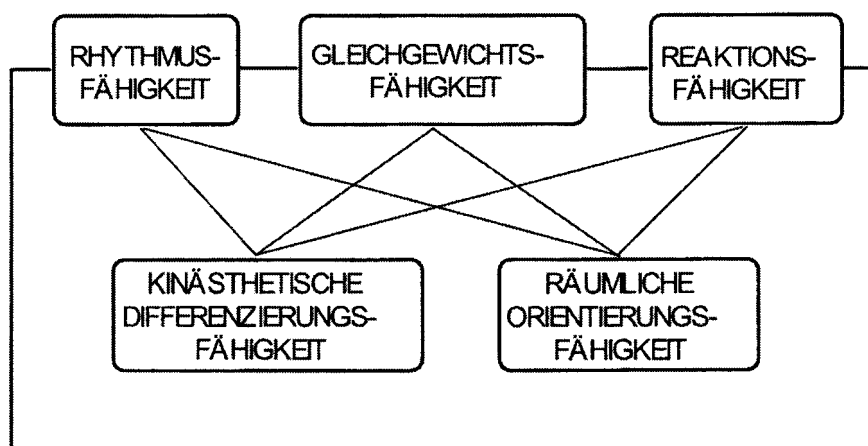 RHYTHMUS-
FÄHIGKEIT
GLEICHGEWICHTS-
FÄHIGKEIT
REAKTIONS-
FÄHIGKEIT
KINÄSTHETISCHE
DIFFERENZIERUNGS-
FÄHIGKEIT
RÄUMLICHE
ORIENTIERUNGS-
FÄHIGKEIT